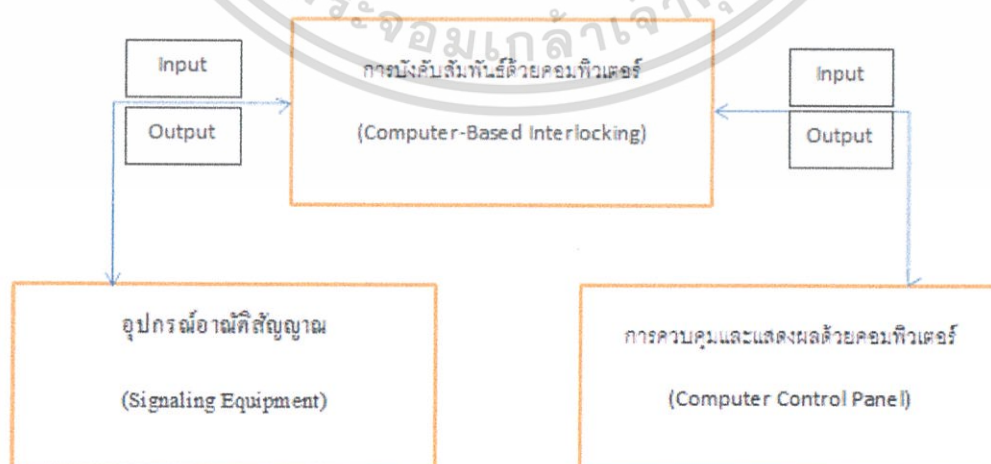 Input
Output
การบังคับสัมพันธ์ด้วยคอมพิวเตอร์
(Computer-Based Interlocking)
Input
Output
อุปกรณ์อาณัติสัญญาณ
(Signaling Equipment)
การควบคุมและแสดงผลด้วยคอมพิวเตอร์
(Computer Control Panel)